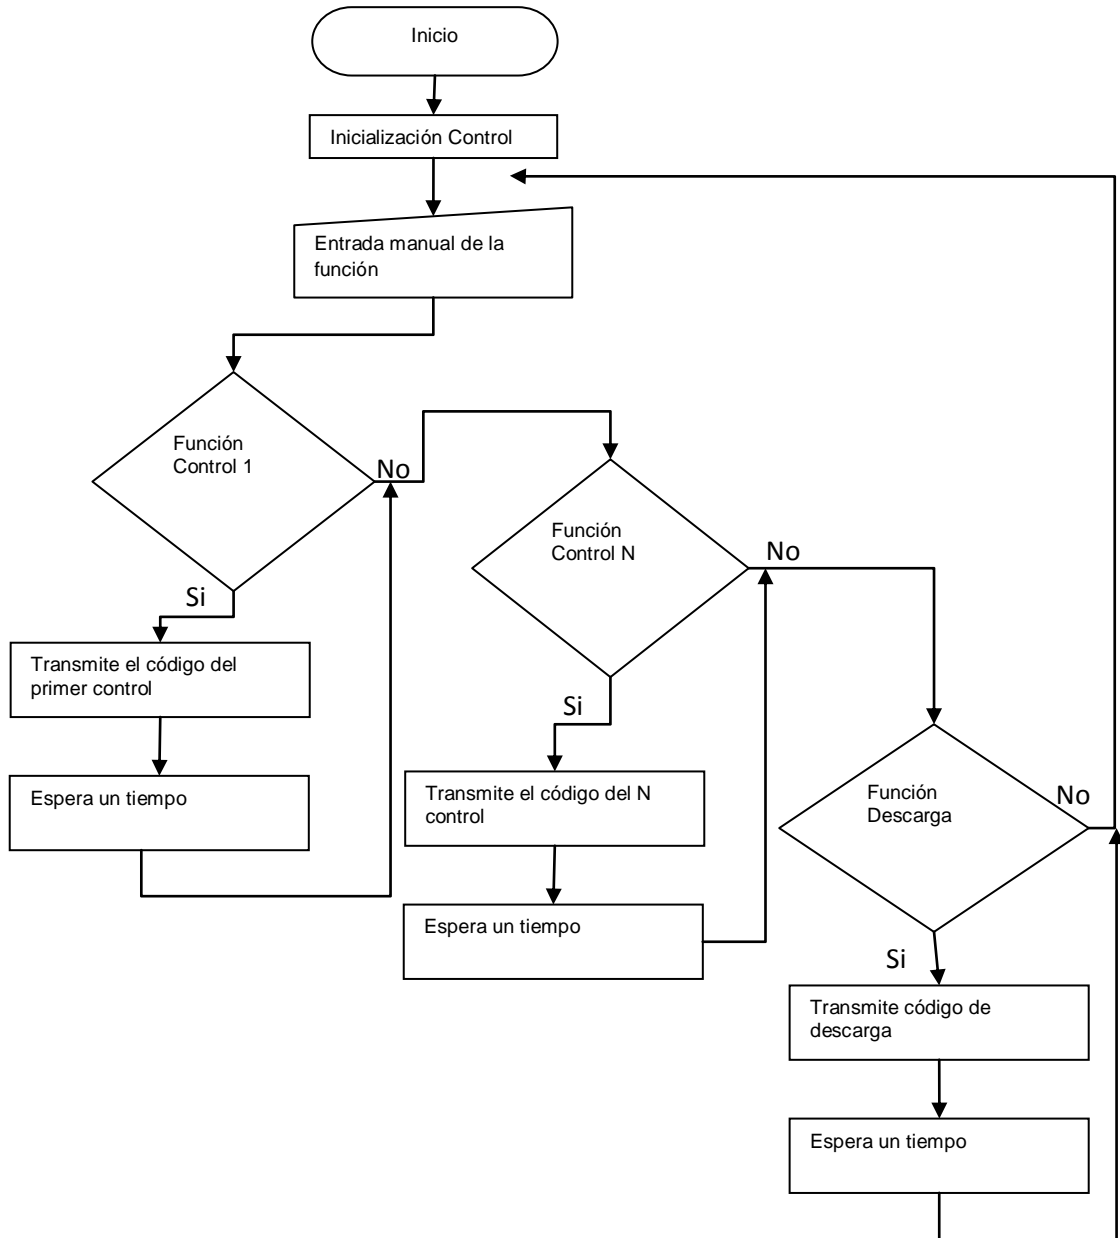 Inicio
Inicialización Control
Entrada manual de la
función
Función
Control 1
No
Si
Transmite el código del
primer control
Espera un tiempo
Función
Control N
No
Si
Transmite el código del N
control
Espera un tiempo
Función
Descarga
No
Si
Transmite código de
descarga
Espera un tiempo